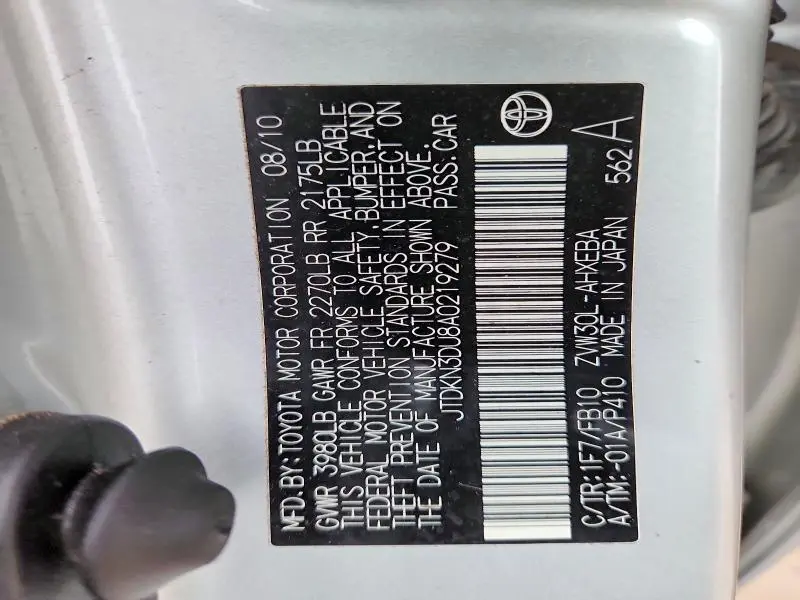 MFD.BY:TOYOTA MOTOR CORPORATION 08/10
GVWR 3980LB GAWR FR 2270LB RR 2175LB
THIS VEHICLE CONFORMS TO ALL APPLICABLE
FEDERAL MOTOR VEHICLE SAFETY,BUMPER,AND
THEFT PREVENTION STANDARDS IN EFFECT ON
THE DATE OF MANUFACTURE SHOWN ABOVE.
JTDKN3DU8A0219279 PASS.CAR
C/TR:1F7/FB10 ZVW30L-AHXEBA
A/TM:-01A/P410 MADE IN JAPAN 562 A